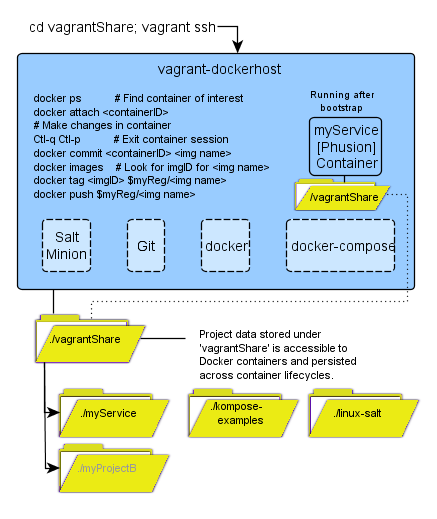 cd vagrantShare; vagrant ssh
vagrant-dockerhost
docker ps # Find container of interest
docker attach <containerID>
# Make changes in container
Ctl-q Ctl-p # Exit container session
docker commit <containerID> <img name>
docker images # Look for imgID for <img name>
docker tag <imgID> $myReg/<img name>
docker push $myReg/<img name>
Running after
bootstrap
myService
[Phusion]
Container
/vagrantShare
Salt
Minion
Git
docker
docker-compose
./vagrantShare
Project data stored under
'vagrantShare' is accessible to
Docker containers and persisted
across container lifecycles.
./myService
./kompose-
examples
./linux-salt
./myProjectB